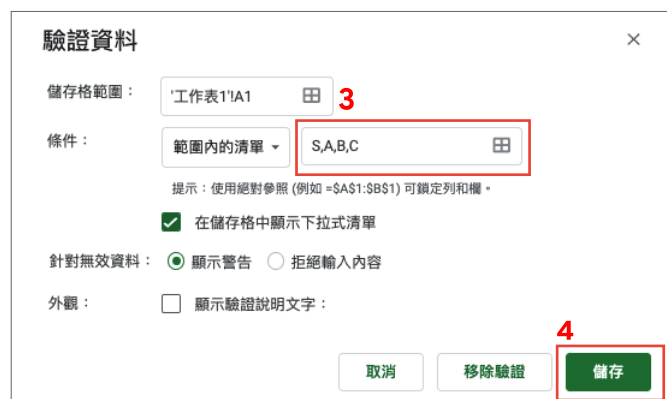 驗證資料
儲存格範圍： '工作表1'!A1 3
條件： 範圍內的清單 S,A,B,C
提示：使用絕對參照 (例如 =$A$1:$B$1) 可鎖定列和欄。
在儲存格中顯示下拉式清單
針對無效資料： 顯示警告 拒絕輸入內容
外觀： 顯示驗證說明文字：
4
取消 移除驗證 儲存